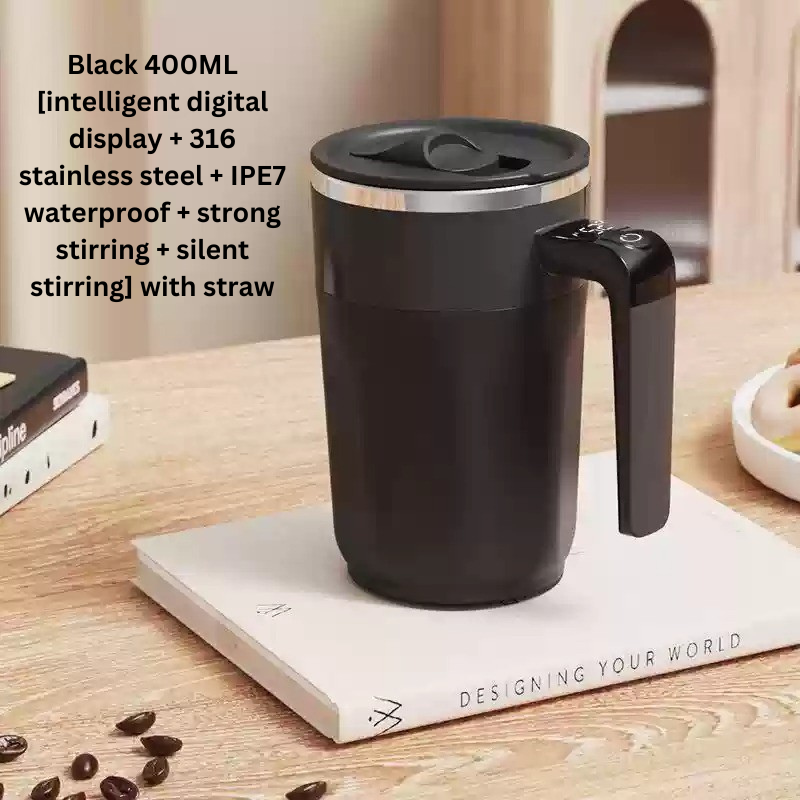 Black 400ML
[intelligent digital
display + 316
stainless steel + IPE7
waterproof + strong
stirring + silent
stirring] with straw
pline
DESIGNING YOUR WORLD